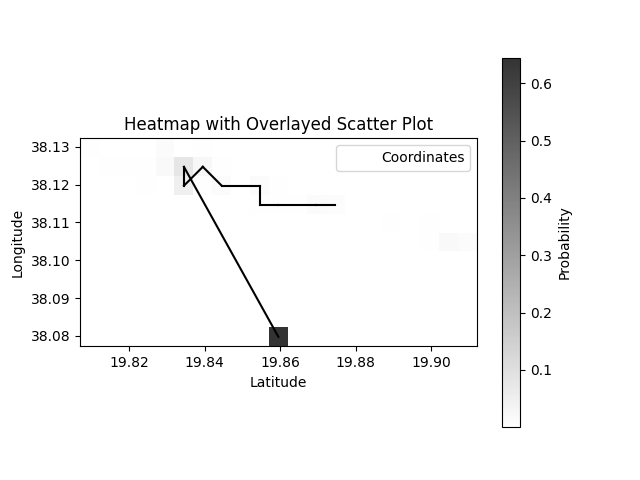 Heatmap with Overlayed Scatter Plot
Coordinates
38.13
38.12
38.11
38.10
38.09
38.08
Longitude
19.82 19.84 19.86 19.88 19.90
Latitude
0.6
0.5
0.4
0.3
0.2
0.1
Probability